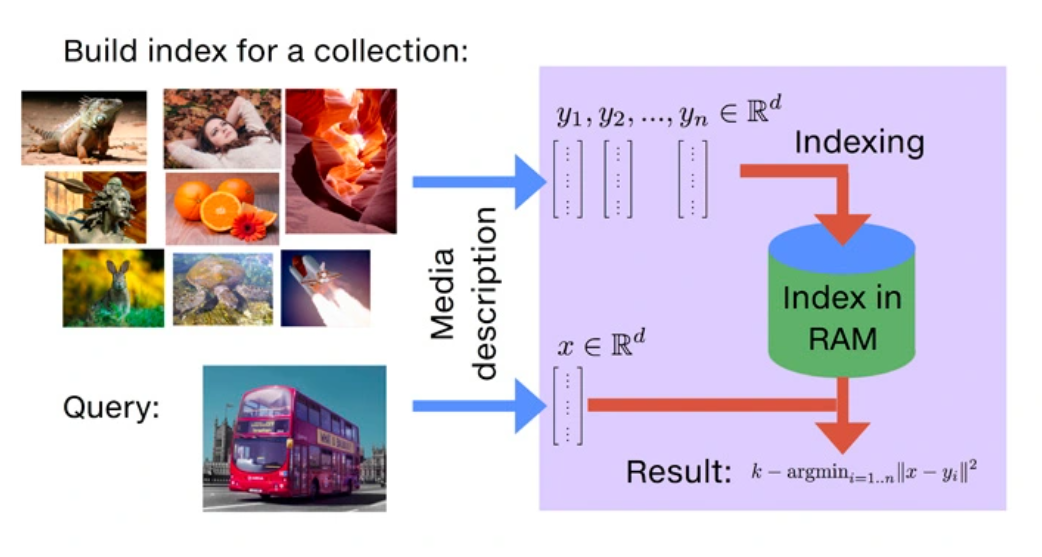 Build index for a collection:
y₁, y₂, ..., yₙ ∈ ℝᵈ
Indexing
Media
description
Index in
RAM
x ∈ ℝᵈ
Query:
Result: k − argminᵢ₌₁..ₙ‖x − yᵢ‖²